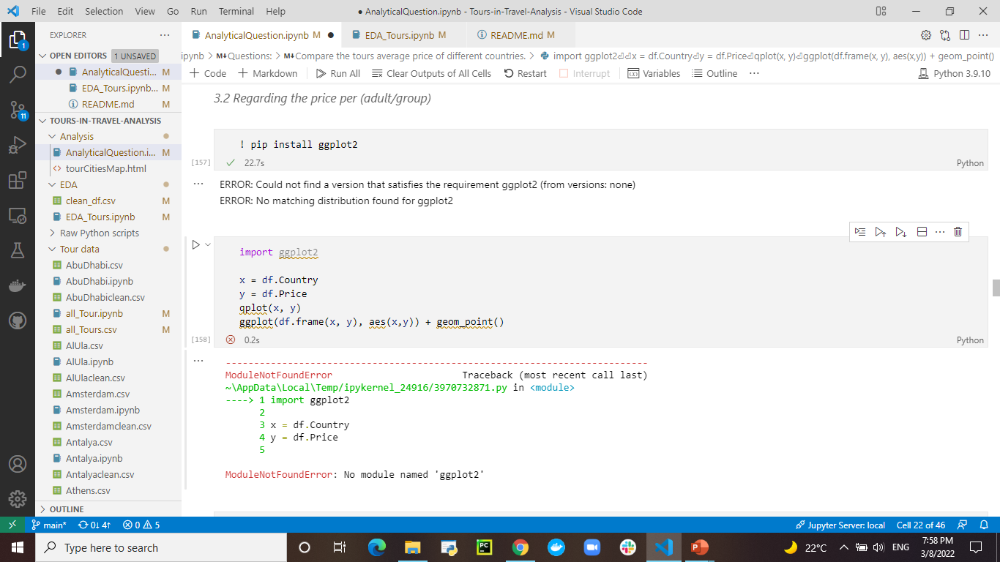 File Edit Selection View Go Run Terminal Help
● AnalyticalQuestion.ipynb - Tours-in-Travel-Analysis - Visual Studio Code
EXPLORER
OPEN EDITORS 1 UNSAVED
AnalyticalQuesti... M
EDA_Tours.ipynb... M
README.md M
TOURS-IN-TRAVEL-ANALYSIS
Analysis
AnalyticalQuestion.i... M
tourCitiesMap.html
EDA
clean_df.csv M
EDA_Tours.ipynb M
Raw Python scripts
Tour data
AbuDhabi.csv
AbuDhabi.ipynb
AbuDhabiclean.csv
all_Tour.ipynb M
all_Tours.csv M
AlUla.csv
AlUla.ipynb
AlUlaclean.csv
Amsterdam.csv
Amsterdam.ipynb
Amsterdamclean.csv
Antalya.csv
Antalya.ipynb
Antalyaclean.csv
Athens.csv
OUTLINE
1
11
AnalyticalQuestion.ipynb M ●
EDA_Tours.ipynb M
README.md M
ipynb > M↓Questions: > M↓Compare the tours average price of different countries. > import ggplot2⏎⏎x = df.Country⏎y = df.Price⏎qplot(x, y)⏎ggplot(df.frame(x, y), aes(x,y)) + geom_point()
+ Code + Markdown Run All Clear Outputs of All Cells Restart Interrupt Variables Outline ... Python 3.9.10
3.2 Regarding the price per (adult/group)
! pip install ggplot2
[157] ✓ 22.7s Python
... ERROR: Could not find a version that satisfies the requirement ggplot2 (from versions: none)
ERROR: No matching distribution found for ggplot2
import ggplot2
x = df.Country
y = df.Price
qplot(x, y)
ggplot(df.frame(x, y), aes(x,y)) + geom_point()
[158] 0.2s Python
...
---------------------------------------------------------------------------
ModuleNotFoundError Traceback (most recent call last)
~\AppData\Local\Temp/ipykernel_24916/3970732871.py in <module>
----> 1 import ggplot2
2
3 x = df.Country
4 y = df.Price
5
ModuleNotFoundError: No module named 'ggplot2'
main* 0↓ 4↑ 0 5
Jupyter Server: local Cell 22 of 46
Type here to search
PC
22°C ENG
7:58 PM
3/8/2022